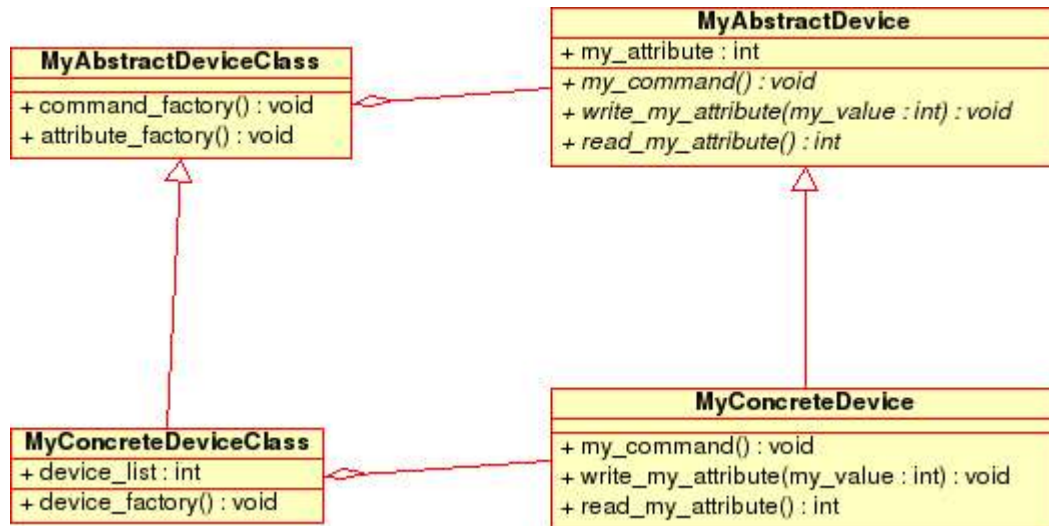 MyAbstractDeviceClass
+ command_factory() : void
+ attribute_factory() : void
MyAbstractDevice
+ my_attribute : int
+ my_command() : void
+ write_my_attribute(my_value : int) : void
+ read_my_attribute() : int
MyConcreteDeviceClass
+ device_list : int
+ device_factory() : void
MyConcreteDevice
+ my_command() : void
+ write_my_attribute(my_value : int) : void
+ read_my_attribute() : int